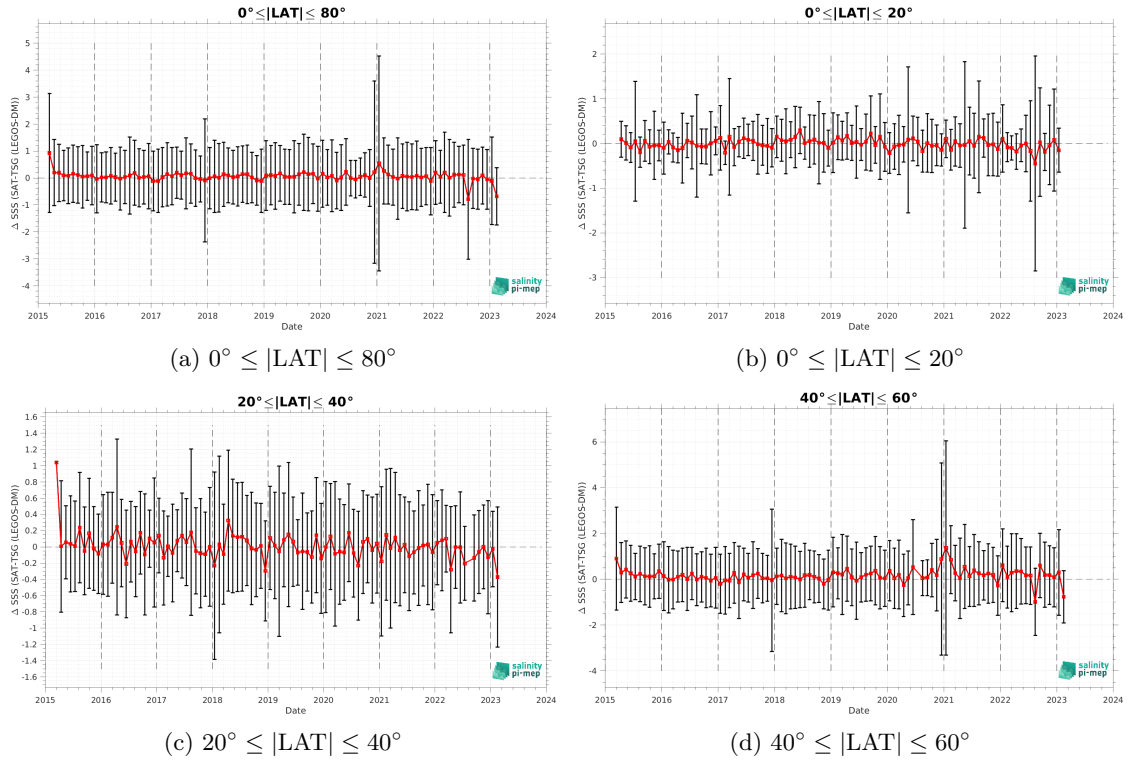 0°≤|LAT|≤ 80°
Δ SSS (SAT-TSG (LEGOS-DM))
5
4
3
2
1
0
-1
-2
-3
-4
2015 2016 2017 2018 2019 2020 2021 2022 2023 2024
Date
salinity
pi-mep
(a) 0° ≤ |LAT| ≤ 80°
0°≤|LAT|≤ 20°
Δ SSS (SAT-TSG (LEGOS-DM))
2
1
0
-1
-2
-3
2015 2016 2017 2018 2019 2020 2021 2022 2023 2024
Date
salinity
pi-mep
(b) 0° ≤ |LAT| ≤ 20°
20°≤|LAT|≤ 40°
Δ SSS (SAT-TSG (LEGOS-DM))
1.6
1.4
1.2
1
0.8
0.6
0.4
0.2
0
-0.2
-0.4
-0.6
-0.8
-1
-1.2
-1.4
-1.6
2015 2016 2017 2018 2019 2020 2021 2022 2023 2024
Date
salinity
pi-mep
(c) 20° ≤ |LAT| ≤ 40°
40°≤|LAT|≤ 60°
Δ SSS (SAT-TSG (LEGOS-DM))
6
4
2
0
-2
-4
2015 2016 2017 2018 2019 2020 2021 2022 2023 2024
Date
salinity
pi-mep
(d) 40° ≤ |LAT| ≤ 60°